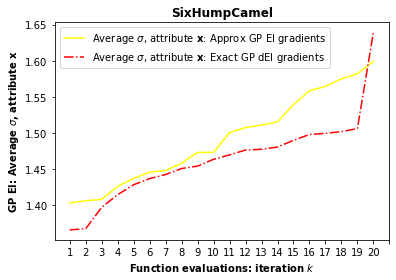 SixHumpCamel
Average σ, attribute x: Approx GP EI gradients
Average σ, attribute x: Exact GP dEI gradients
GP EI: Average σ, attribute x
1.65
1.60
1.55
1.50
1.45
1.40
1 2 3 4 5 6 7 8 9 10 11 12 13 14 15 16 17 18 19 20
Function evaluations: iteration k